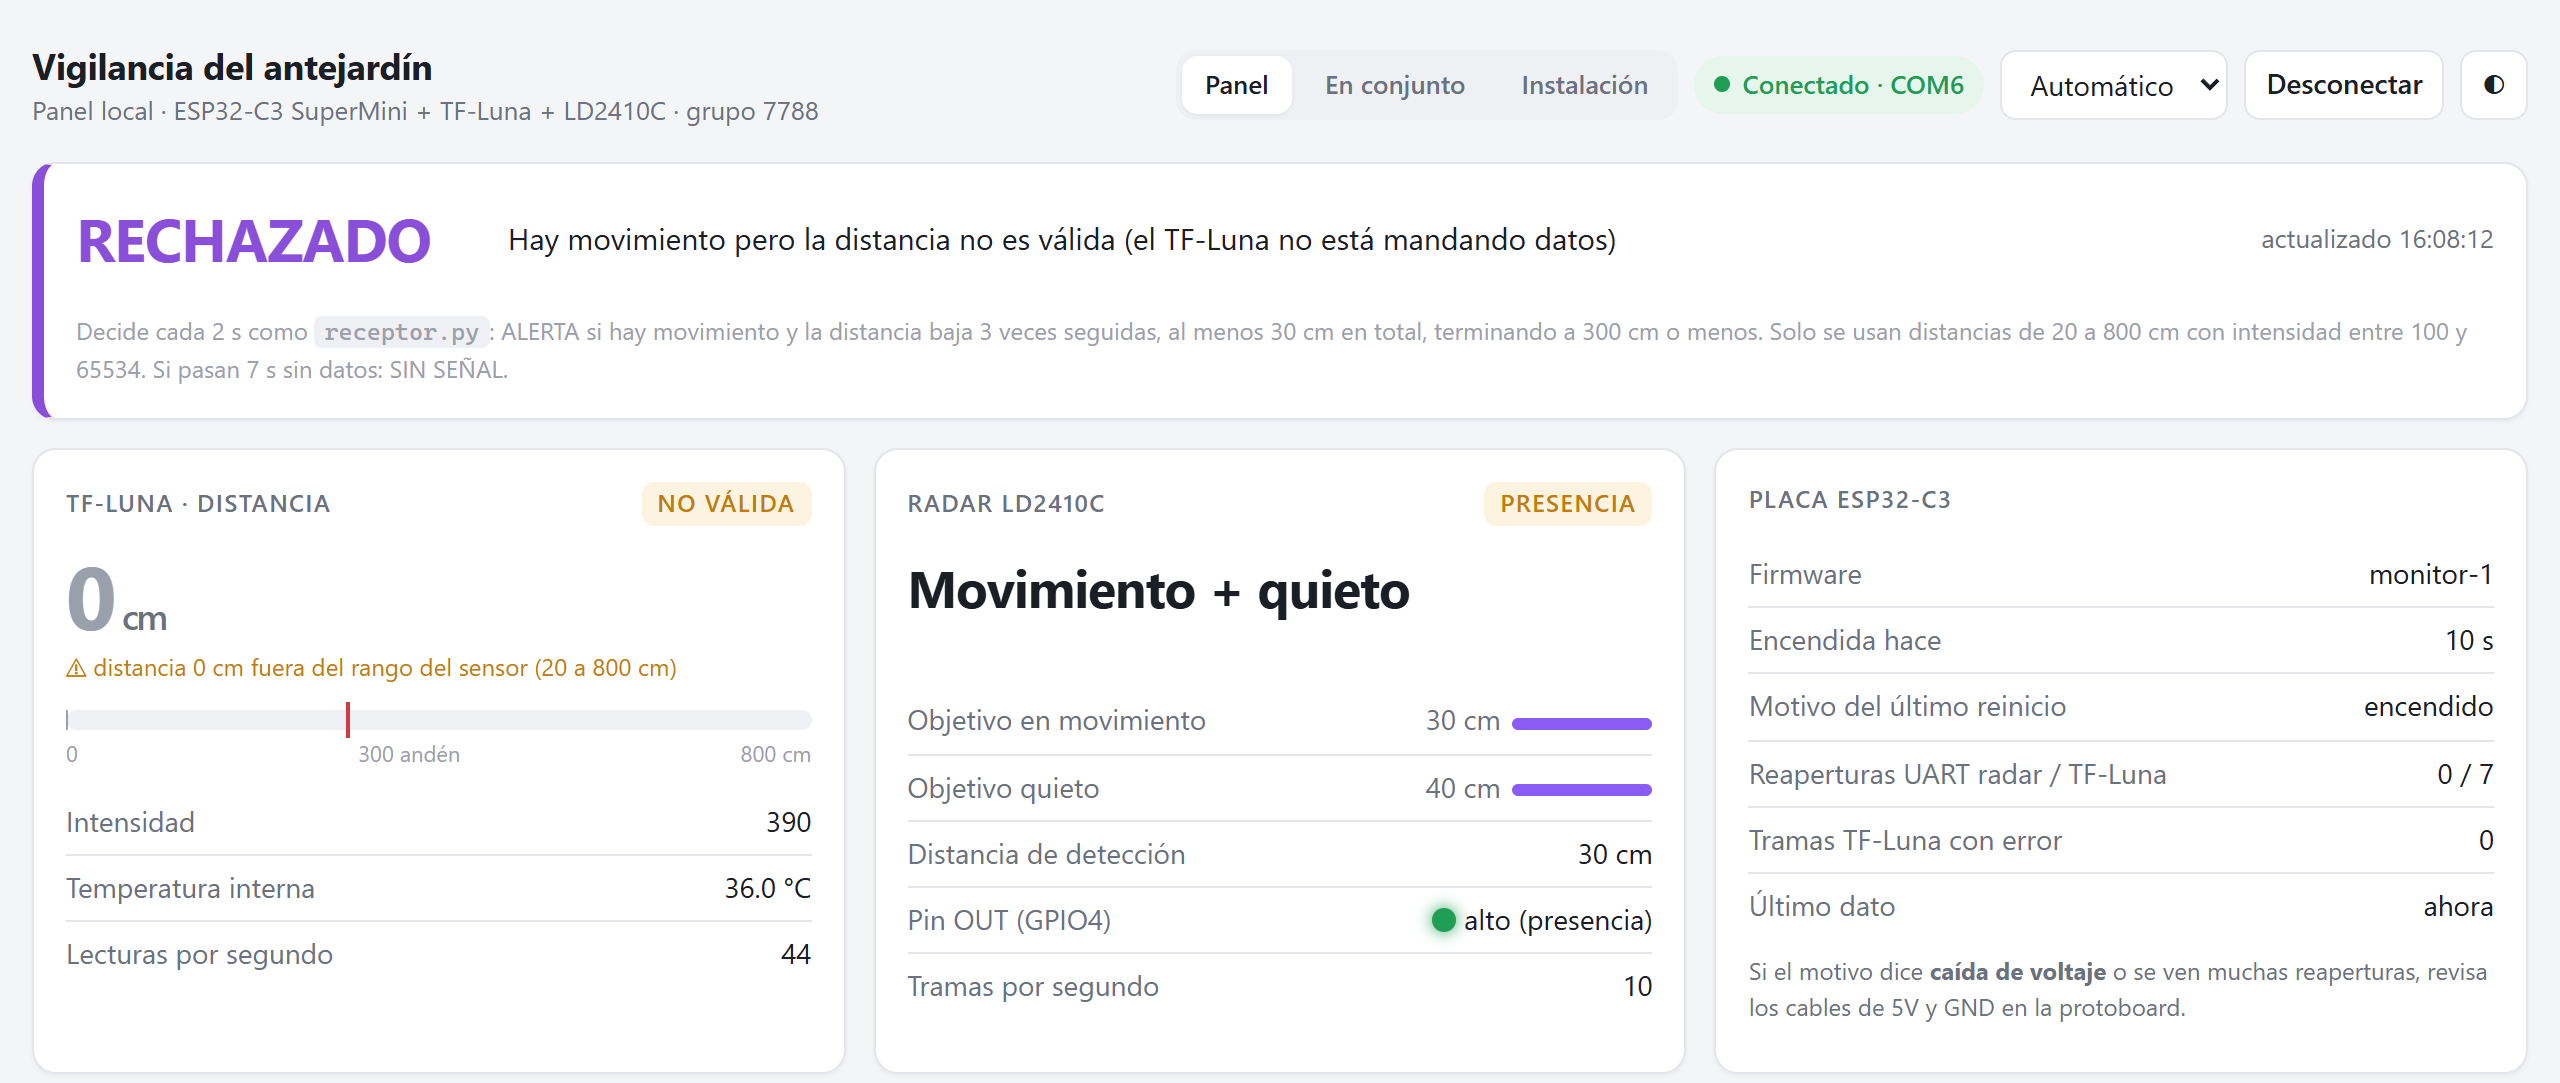 Vigilancia del antejardín
Panel local · ESP32-C3 SuperMini + TF-Luna + LD2410C · grupo 7788
Panel
En conjunto
Instalación
Conectado · COM6
Automático
Desconectar
RECHAZADO
Hay movimiento pero la distancia no es válida (el TF-Luna no está mandando datos)
actualizado 16:08:12
Decide cada 2 s como receptor.py : ALERTA si hay movimiento y la distancia baja 3 veces seguidas, al menos 30 cm en total, terminando a 300 cm o menos. Solo se usan distancias de 20 a 800 cm con intensidad entre 100 y
65534. Si pasan 7 s sin datos: SIN SEÑAL.
TF-LUNA · DISTANCIA
NO VÁLIDA
0 cm
⚠ distancia 0 cm fuera del rango del sensor (20 a 800 cm)
0
300 andén
800 cm
Intensidad 390
Temperatura interna 36.0 °C
Lecturas por segundo 44
RADAR LD2410C
PRESENCIA
Movimiento + quieto
Objetivo en movimiento 30 cm
Objetivo quieto 40 cm
Distancia de detección 30 cm
Pin OUT (GPIO4) alto (presencia)
Tramas por segundo 10
PLACA ESP32-C3
Firmware monitor-1
Encendida hace 10 s
Motivo del último reinicio encendido
Reaperturas UART radar / TF-Luna 0 / 7
Tramas TF-Luna con error 0
Último dato ahora
Si el motivo dice caída de voltaje o se ven muchas reaperturas, revisa
los cables de 5V y GND en la protoboard.